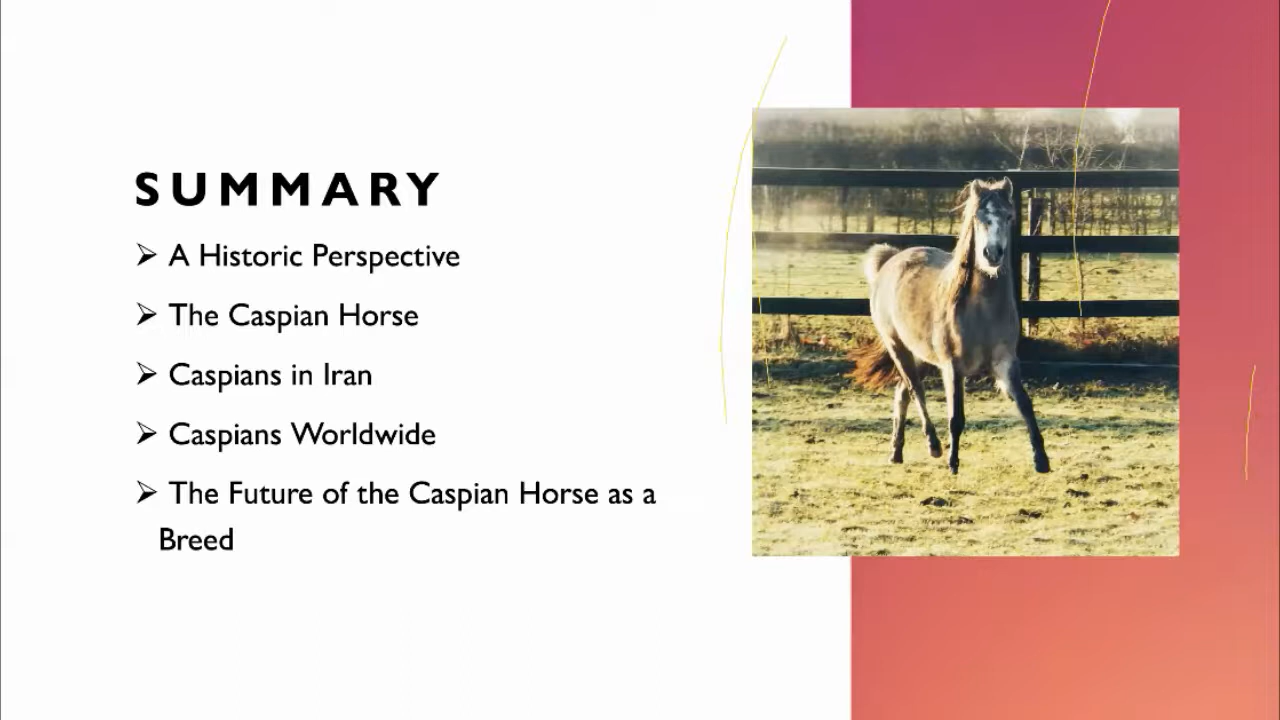 SUMMARY
➢ A Historic Perspective
➢ The Caspian Horse
➢ Caspians in Iran
➢ Caspians Worldwide
➢ The Future of the Caspian Horse as a
Breed